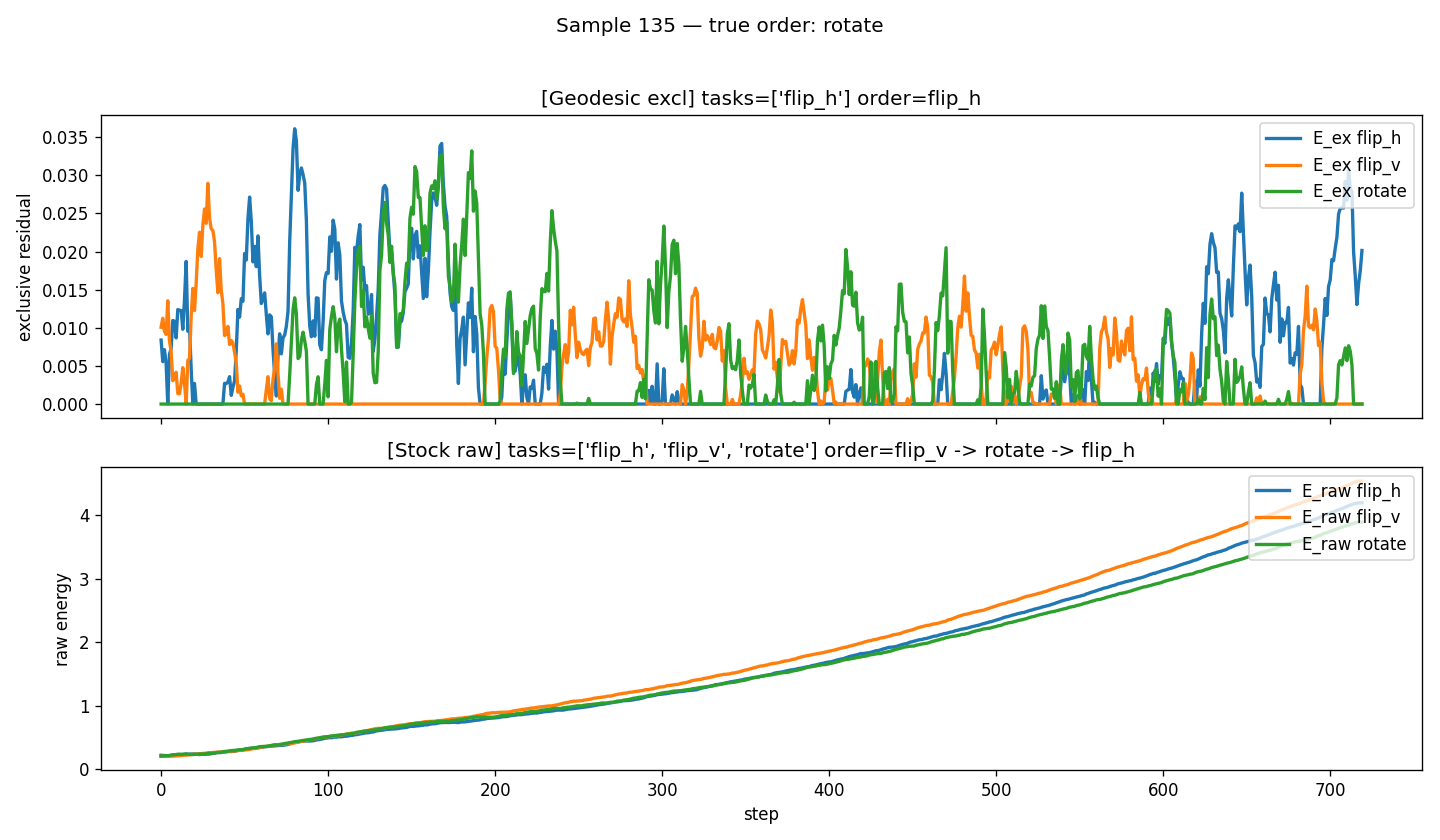 Sample 135 — true order: rotate
[Geodesic excl] tasks=['flip_h'] order=flip_h
exclusive residual
0.035
0.030
0.025
0.020
0.015
0.010
0.005
0.000
E_ex flip_h
E_ex flip_v
E_ex rotate
[Stock raw] tasks=['flip_h', 'flip_v', 'rotate'] order=flip_v -> rotate -> flip_h
raw energy
4
3
2
1
0
E_raw flip_h
E_raw flip_v
E_raw rotate
0 100 200 300 400 500 600 700
step